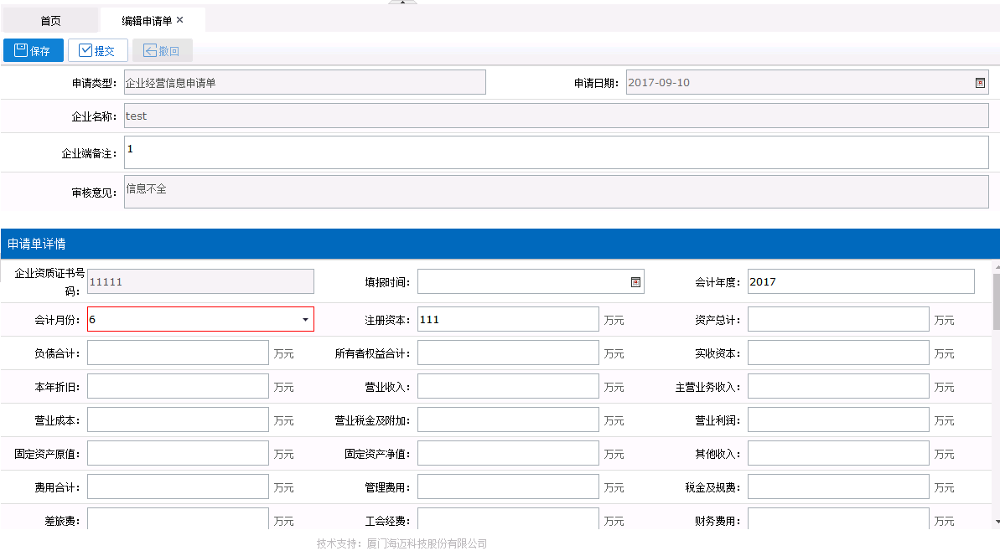 首页 编辑申请单 ×
保存 提交 撤回
申请类型: 企业经营信息申请单 申请日期: 2017-09-10
企业名称: test
企业端备注: 1
审核意见: 信息不全
申请单详情
企业资质证书号码: 11111 填报时间: 会计年度: 2017
会计月份: 6 注册资本: 111 万元 资产总计: 万元
负债合计: 万元 所有者权益合计: 万元 实收资本: 万元
本年折旧: 万元 营业收入: 万元 主营业务收入: 万元
营业成本: 万元 营业税金及附加: 万元 营业利润: 万元
固定资产原值: 万元 固定资产净值: 万元 其他收入: 万元
费用合计: 万元 管理费用: 万元 税金及规费: 万元
差旅费: 万元 工会经费: 万元 财务费用: 万元
技术支持: 厦门海迈科技股份有限公司